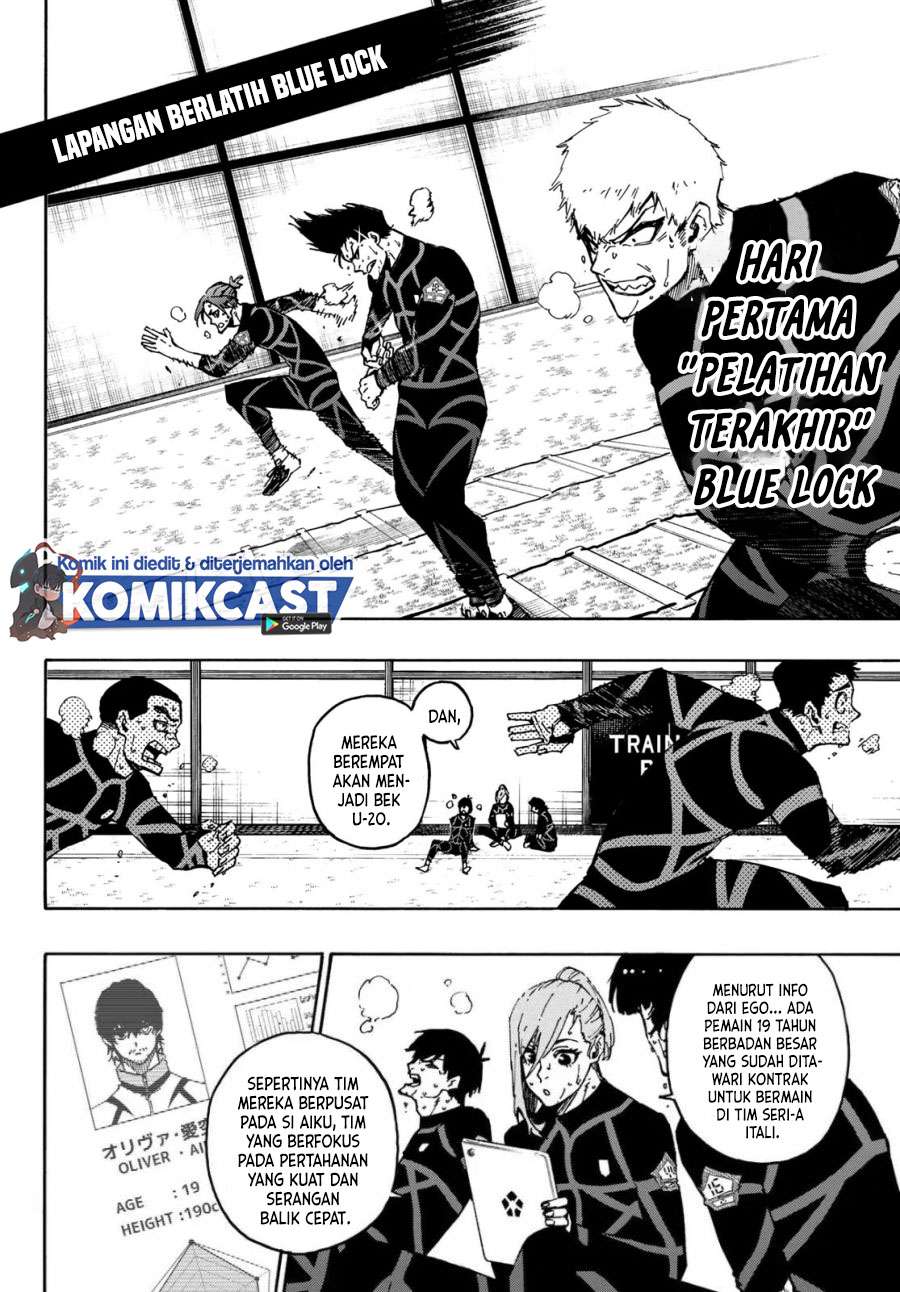 LAPANGAN BERLATIH BLUE LOCK
HARI
PERTAMA
"PELATIHAN
TERAKHIR"
BLUE LOCK
Komik ini diedit & diterjemahkan oleh
KOMIKCAST
GET IT ON
Google Play
DAN,
MEREKA
BEREMPAT
AKAN MEN-
JADI BEK
U-20.
TRAIN
MENURUT INFO
DARI EGO... ADA
PEMAIN 19 TAHUN
BERBADAN BESAR
YANG SUDAH DITA-
WARI KONTRAK
UNTUK BERMAIN
DI TIM SERI-A
ITALI.
SEPERTINYA TIM
MEREKA BERPUSAT
PADA SI AIKU, TIM
YANG BERFOKUS
PADA PERTAHANAN
YANG KUAT DAN
SERANGAN
BALIK CEPAT.
オリヴァ・愛空
OLIVER・AI
AGE : 19
HEIGHT :190c
15